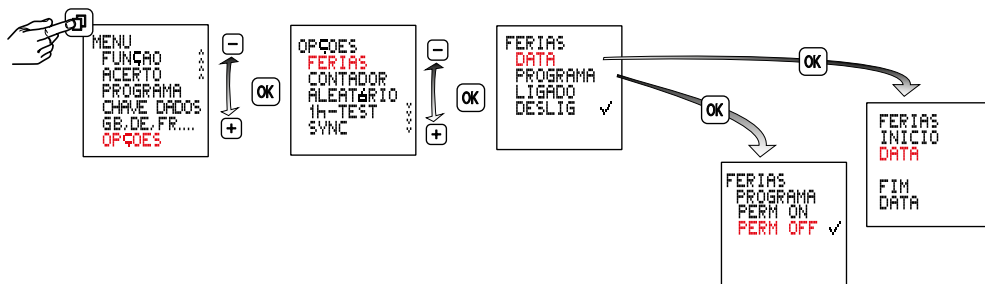 MENU
FUNÇAO
ACERTO
PROGRAMA
CHAVE DADOS
GB,DE,FR....
OPÇOES
−
+
OK
OPÇOES
FERIAS
CONTADOR
ALEATÓRIO
1h-TEST
SYNC
−
+
OK
FERIAS
DATA
PROGRAMA
LIGADO
DESLIG ✓
OK
OK
FERIAS
PROGRAMA
PERM ON
PERM OFF ✓
FERIAS
INICIO
DATA
FIM
DATA